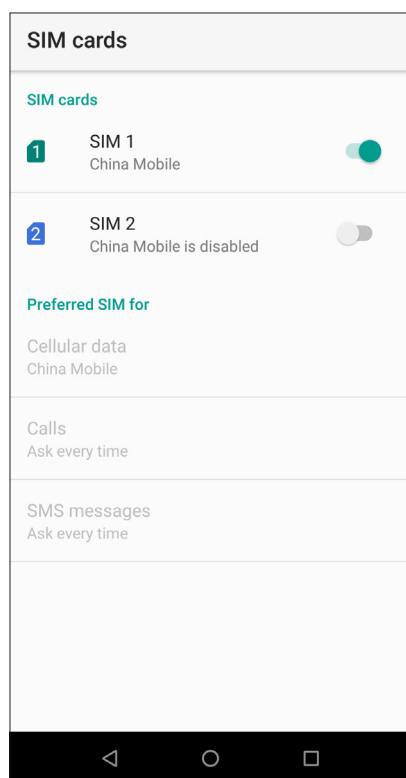 SIM cards
SIM cards
1
SIM 1
China Mobile
2
SIM 2
China Mobile is disabled
Preferred SIM for
Cellular data
China Mobile
Calls
Ask every time
SMS messages
Ask every time